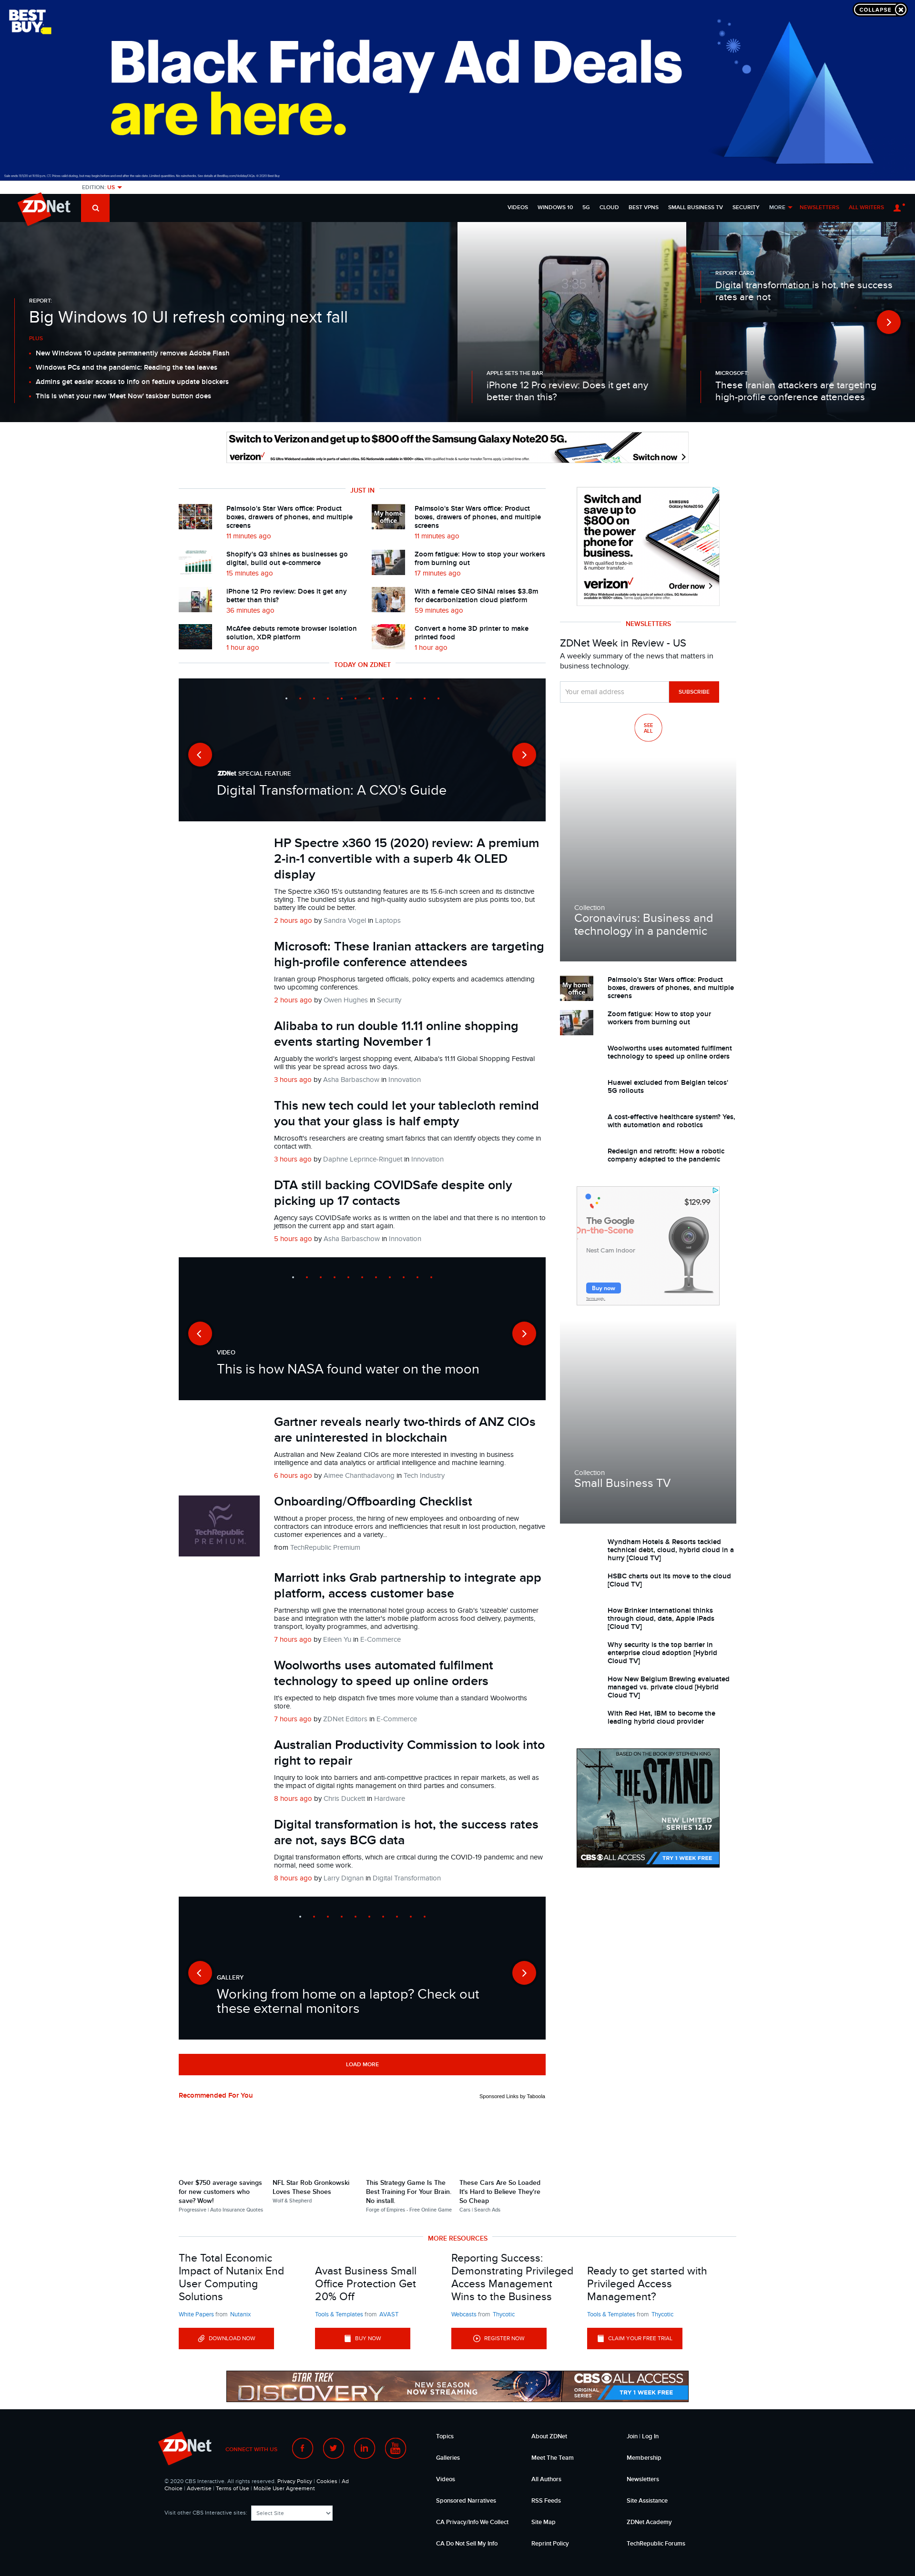 BEST
BUY
COLLAPSE
Black Friday Ad Deals
are here.
EDITION: US
ZDNet
VIDEOS
WINDOWS 10
5G
CLOUD
BEST VPNS
SMALL BUSINESS TV
SECURITY
MORE
NEWSLETTERS
ALL WRITERS
REPORT:
Big Windows 10 UI refresh coming next fall
PLUS
New Windows 10 update permanently removes Adobe Flash
Windows PCs and the pandemic: Reading the tea leaves
Admins get easier access to info on feature update blockers
This is what your new 'Meet Now' taskbar button does
APPLE SETS THE BAR
iPhone 12 Pro review: Does it get any
better than this?
REPORT CARD
Digital transformation is hot, the success
rates are not
MICROSOFT
These Iranian attackers are targeting
high-profile conference attendees
Switch to Verizon and get up to $800 off the Samsung Galaxy Note20 5G.
verizon
Switch now
JUST IN
Palmsolo's Star Wars office: Product
boxes, drawers of phones, and multiple
screens
11 minutes ago
My home
office
Palmsolo's Star Wars office: Product
boxes, drawers of phones, and multiple
screens
11 minutes ago
Shopify's Q3 shines as businesses go
digital, build out e-commerce
15 minutes ago
Zoom fatigue: How to stop your workers
from burning out
17 minutes ago
iPhone 12 Pro review: Does it get any
better than this?
36 minutes ago
With a female CEO SINAI raises $3.8m
for decarbonization cloud platform
59 minutes ago
McAfee debuts remote browser isolation
solution, XDR platform
1 hour ago
Convert a home 3D printer to make
printed food
1 hour ago
TODAY ON ZDNET
ZDNet SPECIAL FEATURE
Digital Transformation: A CXO's Guide
HP Spectre x360 15 (2020) review: A premium
2-in-1 convertible with a superb 4k OLED
display
The Spectre x360 15's outstanding features are its 15.6-inch screen and its distinctive
styling. The bundled stylus and high-quality audio subsystem are plus points too, but
battery life could be better.
2 hours ago by Sandra Vogel in Laptops
Microsoft: These Iranian attackers are targeting
high-profile conference attendees
Iranian group Phosphorus targeted officials, policy experts and academics attending
two upcoming conferences.
2 hours ago by Owen Hughes in Security
Alibaba to run double 11.11 online shopping
events starting November 1
Arguably the world's largest shopping event, Alibaba's 11.11 Global Shopping Festival
will this year be spread across two days.
3 hours ago by Asha Barbaschow in Innovation
This new tech could let your tablecloth remind
you that your glass is half empty
Microsoft's researchers are creating smart fabrics that can identify objects they come in
contact with.
3 hours ago by Daphne Leprince-Ringuet in Innovation
DTA still backing COVIDSafe despite only
picking up 17 contacts
Agency says COVIDSafe works as is written on the label and that there is no intention to
jettison the current app and start again.
5 hours ago by Asha Barbaschow in Innovation
VIDEO
This is how NASA found water on the moon
Gartner reveals nearly two-thirds of ANZ CIOs
are uninterested in blockchain
Australian and New Zealand CIOs are more interested in investing in business
intelligence and data analytics or artificial intelligence and machine learning.
6 hours ago by Aimee Chanthadavong in Tech Industry
TechRepublic
PREMIUM
Onboarding/Offboarding Checklist
Without a proper process, the hiring of new employees and onboarding of new
contractors can introduce errors and inefficiencies that result in lost production, negative
customer experiences and a variety...
from TechRepublic Premium
Marriott inks Grab partnership to integrate app
platform, access customer base
Partnership will give the international hotel group access to Grab's 'sizeable' customer
base and integration with the latter's mobile platform across food delivery, payments,
transport, loyalty programmes, and advertising.
7 hours ago by Eileen Yu in E-Commerce
Woolworths uses automated fulfilment
technology to speed up online orders
It's expected to help dispatch five times more volume than a standard Woolworths
store.
7 hours ago by ZDNet Editors in E-Commerce
Australian Productivity Commission to look into
right to repair
Inquiry to look into barriers and anti-competitive practices in repair markets, as well as
the impact of digital rights management on third parties and consumers.
8 hours ago by Chris Duckett in Hardware
Digital transformation is hot, the success rates
are not, says BCG data
Digital transformation efforts, which are critical during the COVID-19 pandemic and new
normal, need some work.
8 hours ago by Larry Dignan in Digital Transformation
GALLERY
Working from home on a laptop? Check out
these external monitors
LOAD MORE
Switch and
save up to
$800 on
the power
phone for
business.
With eligible trade-in
& number transfer.
verizon
SAMSUNG
Galaxy Note20 5G
Order now
NEWSLETTERS
ZDNet Week in Review - US
A weekly summary of the news that matters in
business technology.
Your email address
SUBSCRIBE
SEE
ALL
Collection
Coronavirus: Business and
technology in a pandemic
My home
office
Palmsolo's Star Wars office: Product
boxes, drawers of phones, and multiple
screens
Zoom fatigue: How to stop your
workers from burning out
Woolworths uses automated fulfilment
technology to speed up online orders
Huawei excluded from Belgian telcos'
5G rollouts
A cost-effective healthcare system? Yes,
with automation and robotics
Redesign and retrofit: How a robotic
company adapted to the pandemic
$129.99
The Google
On-the-Scene
Nest Cam Indoor
Buy now
Collection
Small Business TV
Wyndham Hotels & Resorts tackled
technical debt, cloud, hybrid cloud in a
hurry [Cloud TV]
HSBC charts out its move to the cloud
[Cloud TV]
How Brinker International thinks
through cloud, data, Apple iPads
[Cloud TV]
Why security is the top barrier in
enterprise cloud adoption [Hybrid
Cloud TV]
How New Belgium Brewing evaluated
managed vs. private cloud [Hybrid
Cloud TV]
With Red Hat, IBM to become the
leading hybrid cloud provider
BASED ON THE BOOK BY STEPHEN KING
THE STAND
NEW LIMITED
SERIES 12.17
CBS ALL ACCESS
TRY 1 WEEK FREE
Recommended For You
Sponsored Links by Taboola
Over $750 average savings
for new customers who
save? Wow!
Progressive | Auto Insurance Quotes
NFL Star Rob Gronkowski
Loves These Shoes
Wolf & Shepherd
This Strategy Game Is The
Best Training For Your Brain.
No install.
Forge of Empires - Free Online Game
These Cars Are So Loaded
It's Hard to Believe They're
So Cheap
Cars | Search Ads
MORE RESOURCES
The Total Economic
Impact of Nutanix End
User Computing
Solutions
White Papers from Nutanix
DOWNLOAD NOW
Avast Business Small
Office Protection Get
20% Off
Tools & Templates from AVAST
BUY NOW
Reporting Success:
Demonstrating Privileged
Access Management
Wins to the Business
Webcasts from Thycotic
REGISTER NOW
Ready to get started with
Privileged Access
Management?
Tools & Templates from Thycotic
CLAIM YOUR FREE TRIAL
STAR TREK
DISCOVERY
NEW SEASON
NOW STREAMING
CBS ALL ACCESS
ORIGINAL
SERIES
TRY 1 WEEK FREE
ZDNet
CONNECT WITH US
© 2020 CBS Interactive. All rights reserved. Privacy Policy | Cookies | Ad
Choice | Advertise | Terms of Use | Mobile User Agreement
Visit other CBS Interactive sites:
Select Site
Topics
Galleries
Videos
Sponsored Narratives
CA Privacy/Info We Collect
CA Do Not Sell My Info
About ZDNet
Meet The Team
All Authors
RSS Feeds
Site Map
Reprint Policy
Join | Log In
Membership
Newsletters
Site Assistance
ZDNet Academy
TechRepublic Forums